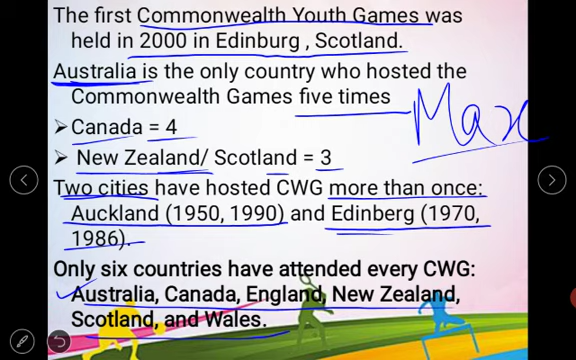 The first Commonwealth Youth Games was
held in 2000 in Edinburg , Scotland.
Australia is the only country who hosted the
Commonwealth Games five times
➢Canada = 4
➢ New Zealand/ Scotland = 3
Two cities have hosted CWG more than once:
Auckland (1950, 1990) and Edinberg (1970,
1986).
Only six countries have attended every CWG:
Australia, Canada, England, New Zealand,
Scotland, and Wales.
Max